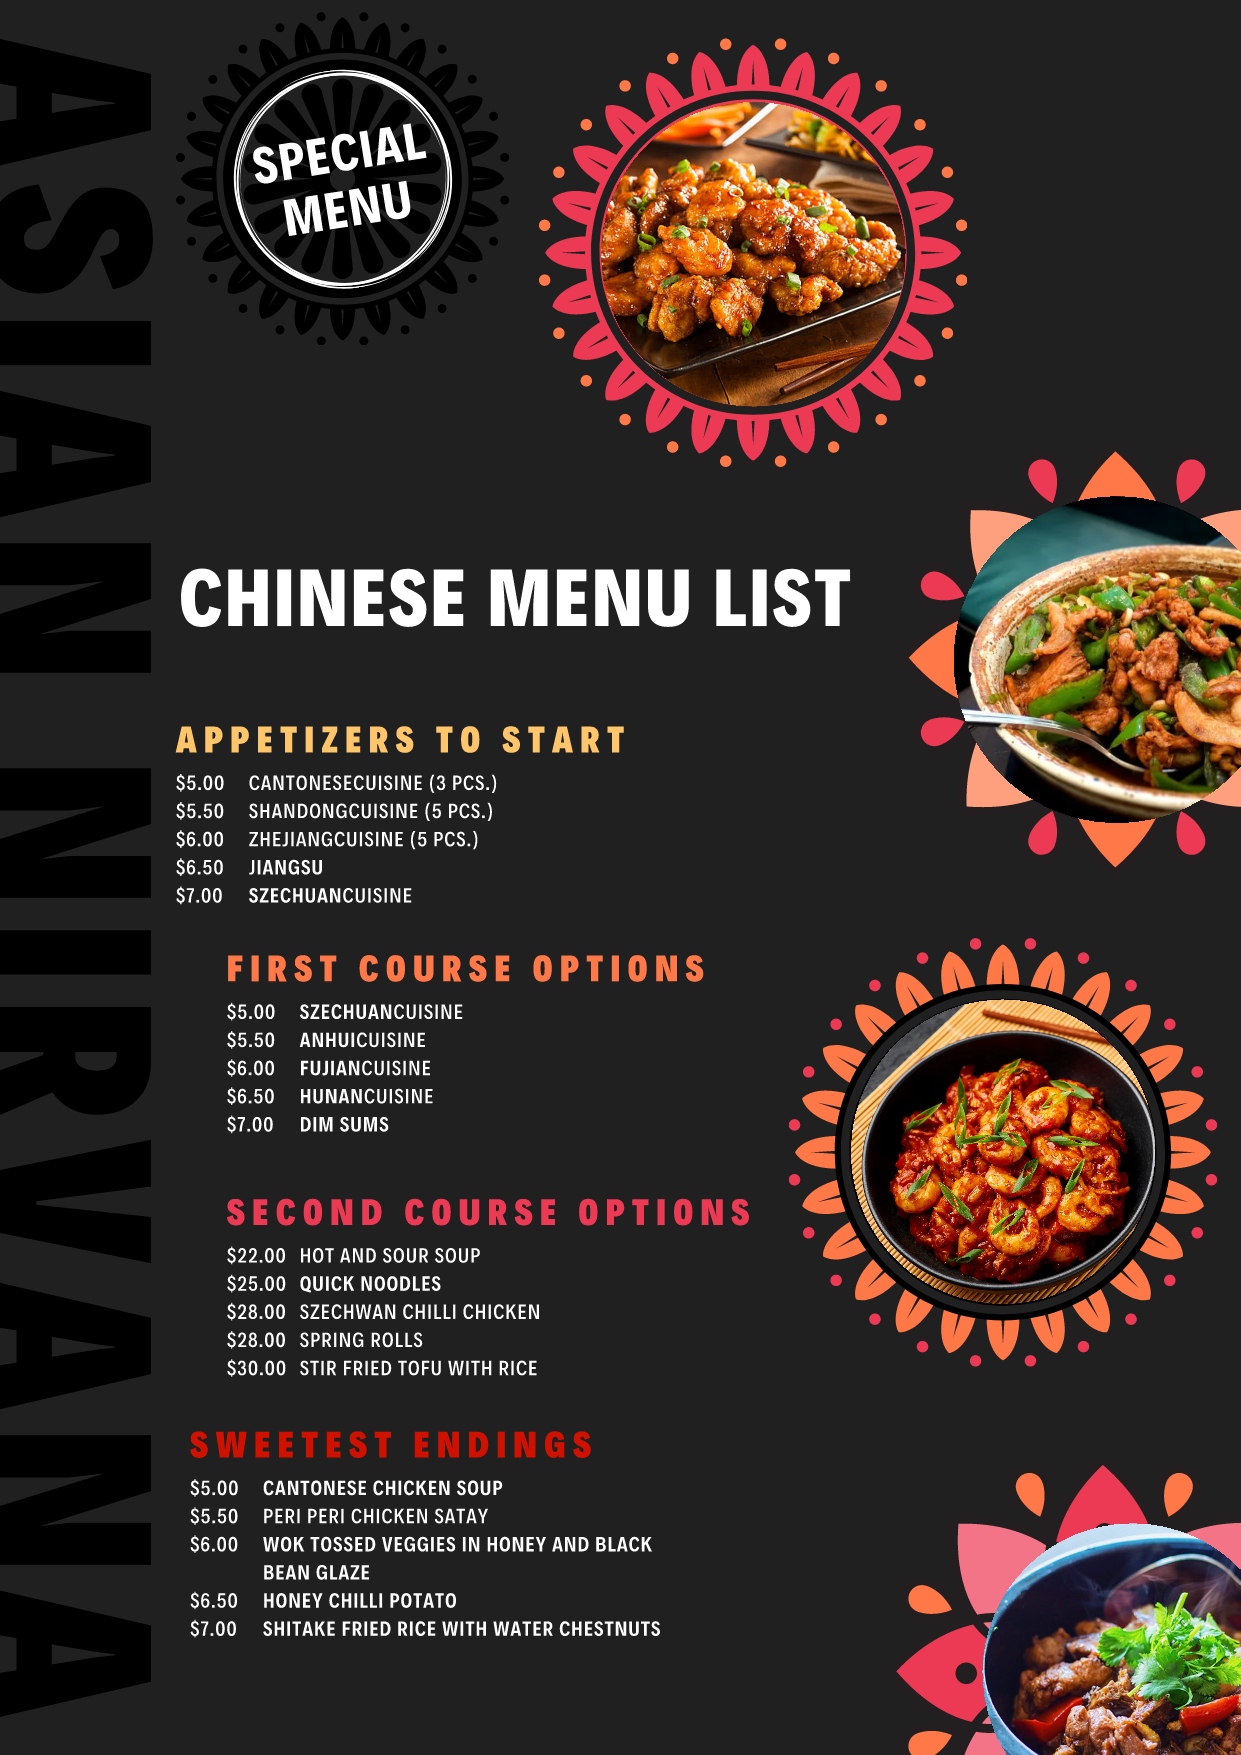 ASIAN NIRWANA
SPECIAL
MENU
CHINESE MENU LIST
APPETIZERS TO START
$5.00 CANTONESECUISINE (3 PCS.)
$5.50 SHANDONGCUISINE (5 PCS.)
$6.00 ZHEJIANGCUISINE (5 PCS.)
$6.50 JIANGSU
$7.00 SZECHUANCUISINE
FIRST COURSE OPTIONS
$5.00 SZECHUANCUISINE
$5.50 ANHUICUISINE
$6.00 FUJIANCUISINE
$6.50 HUNANCUISINE
$7.00 DIM SUMS
SECOND COURSE OPTIONS
$22.00 HOT AND SOUR SOUP
$25.00 QUICK NOODLES
$28.00 SZECHWAN CHILLI CHICKEN
$28.00 SPRING ROLLS
$30.00 STIR FRIED TOFU WITH RICE
SWEETEST ENDINGS
$5.00 CANTONESE CHICKEN SOUP
$5.50 PERI PERI CHICKEN SATAY
$6.00 WOK TOSSED VEGGIES IN HONEY AND BLACK
BEAN GLAZE
$6.50 HONEY CHILLI POTATO
$7.00 SHITAKE FRIED RICE WITH WATER CHESTNUTS